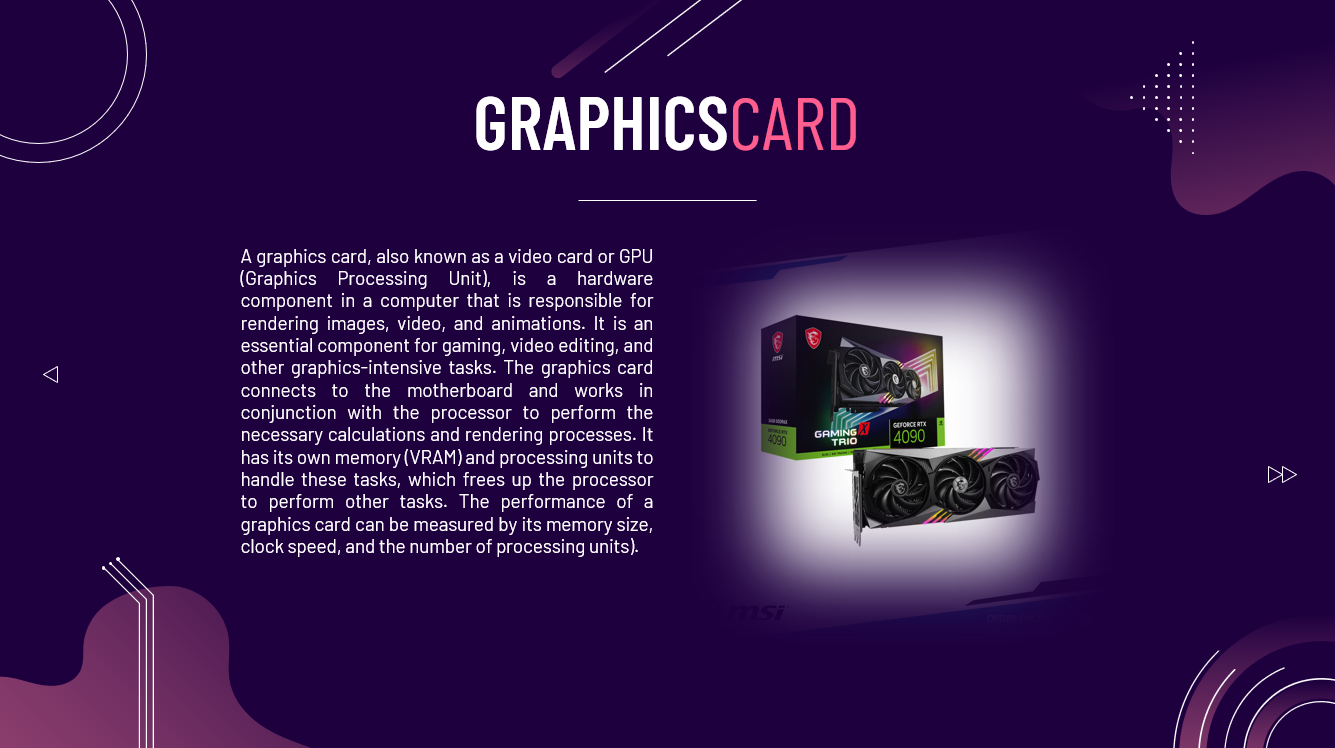 GRAPHICSCARD
A graphics card, also known as a video card or GPU
(Graphics Processing Unit), is a hardware
component in a computer that is responsible for
rendering images, video, and animations. It is an
essential component for gaming, video editing, and
other graphics-intensive tasks. The graphics card
connects to the motherboard and works in
conjunction with the processor to perform the
necessary calculations and rendering processes. It
has its own memory (VRAM) and processing units to
handle these tasks, which frees up the processor
to perform other tasks. The performance of a
graphics card can be measured by its memory size,
clock speed, and the number of processing units).
msi
GAMING X
TRIO
GEFORCE RTX
4090
GEFORCE RTX
4090
msi